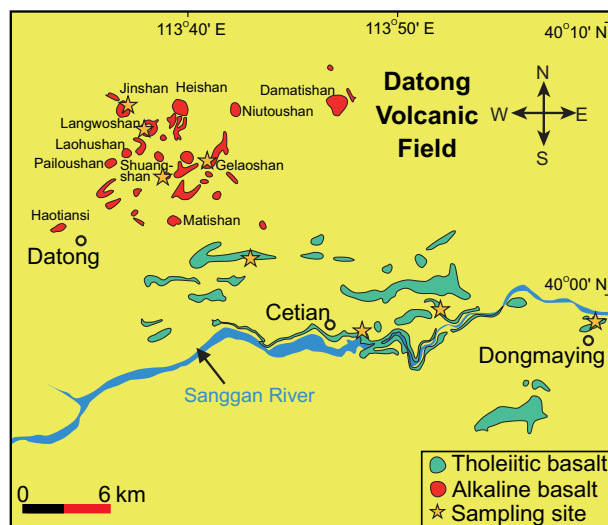 113°40' E
113°50' E
40°10' N
Jinshan
Heishan
Damatishan
Datong
Volcanic
Field
N
W
E
S
Langwoshan
Niutoushan
Laohushan
Pailoushan
Shuang-
shan
Gelaoshan
Haotiansi
Matishan
Datong
40°00' N
Cetian
Dongmaying
Sanggan River
Tholeiitic basalt
Alkaline basalt
Sampling site
0
6 km